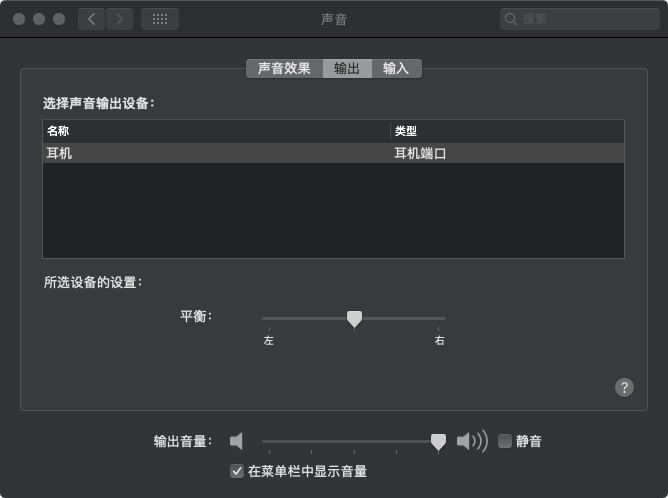 声音
搜索
声音效果 输出 输入
选择声音输出设备：
名称 类型
耳机 耳机端口
所选设备的设置：
平衡：
左 右
?
输出音量： 静音
在菜单栏中显示音量